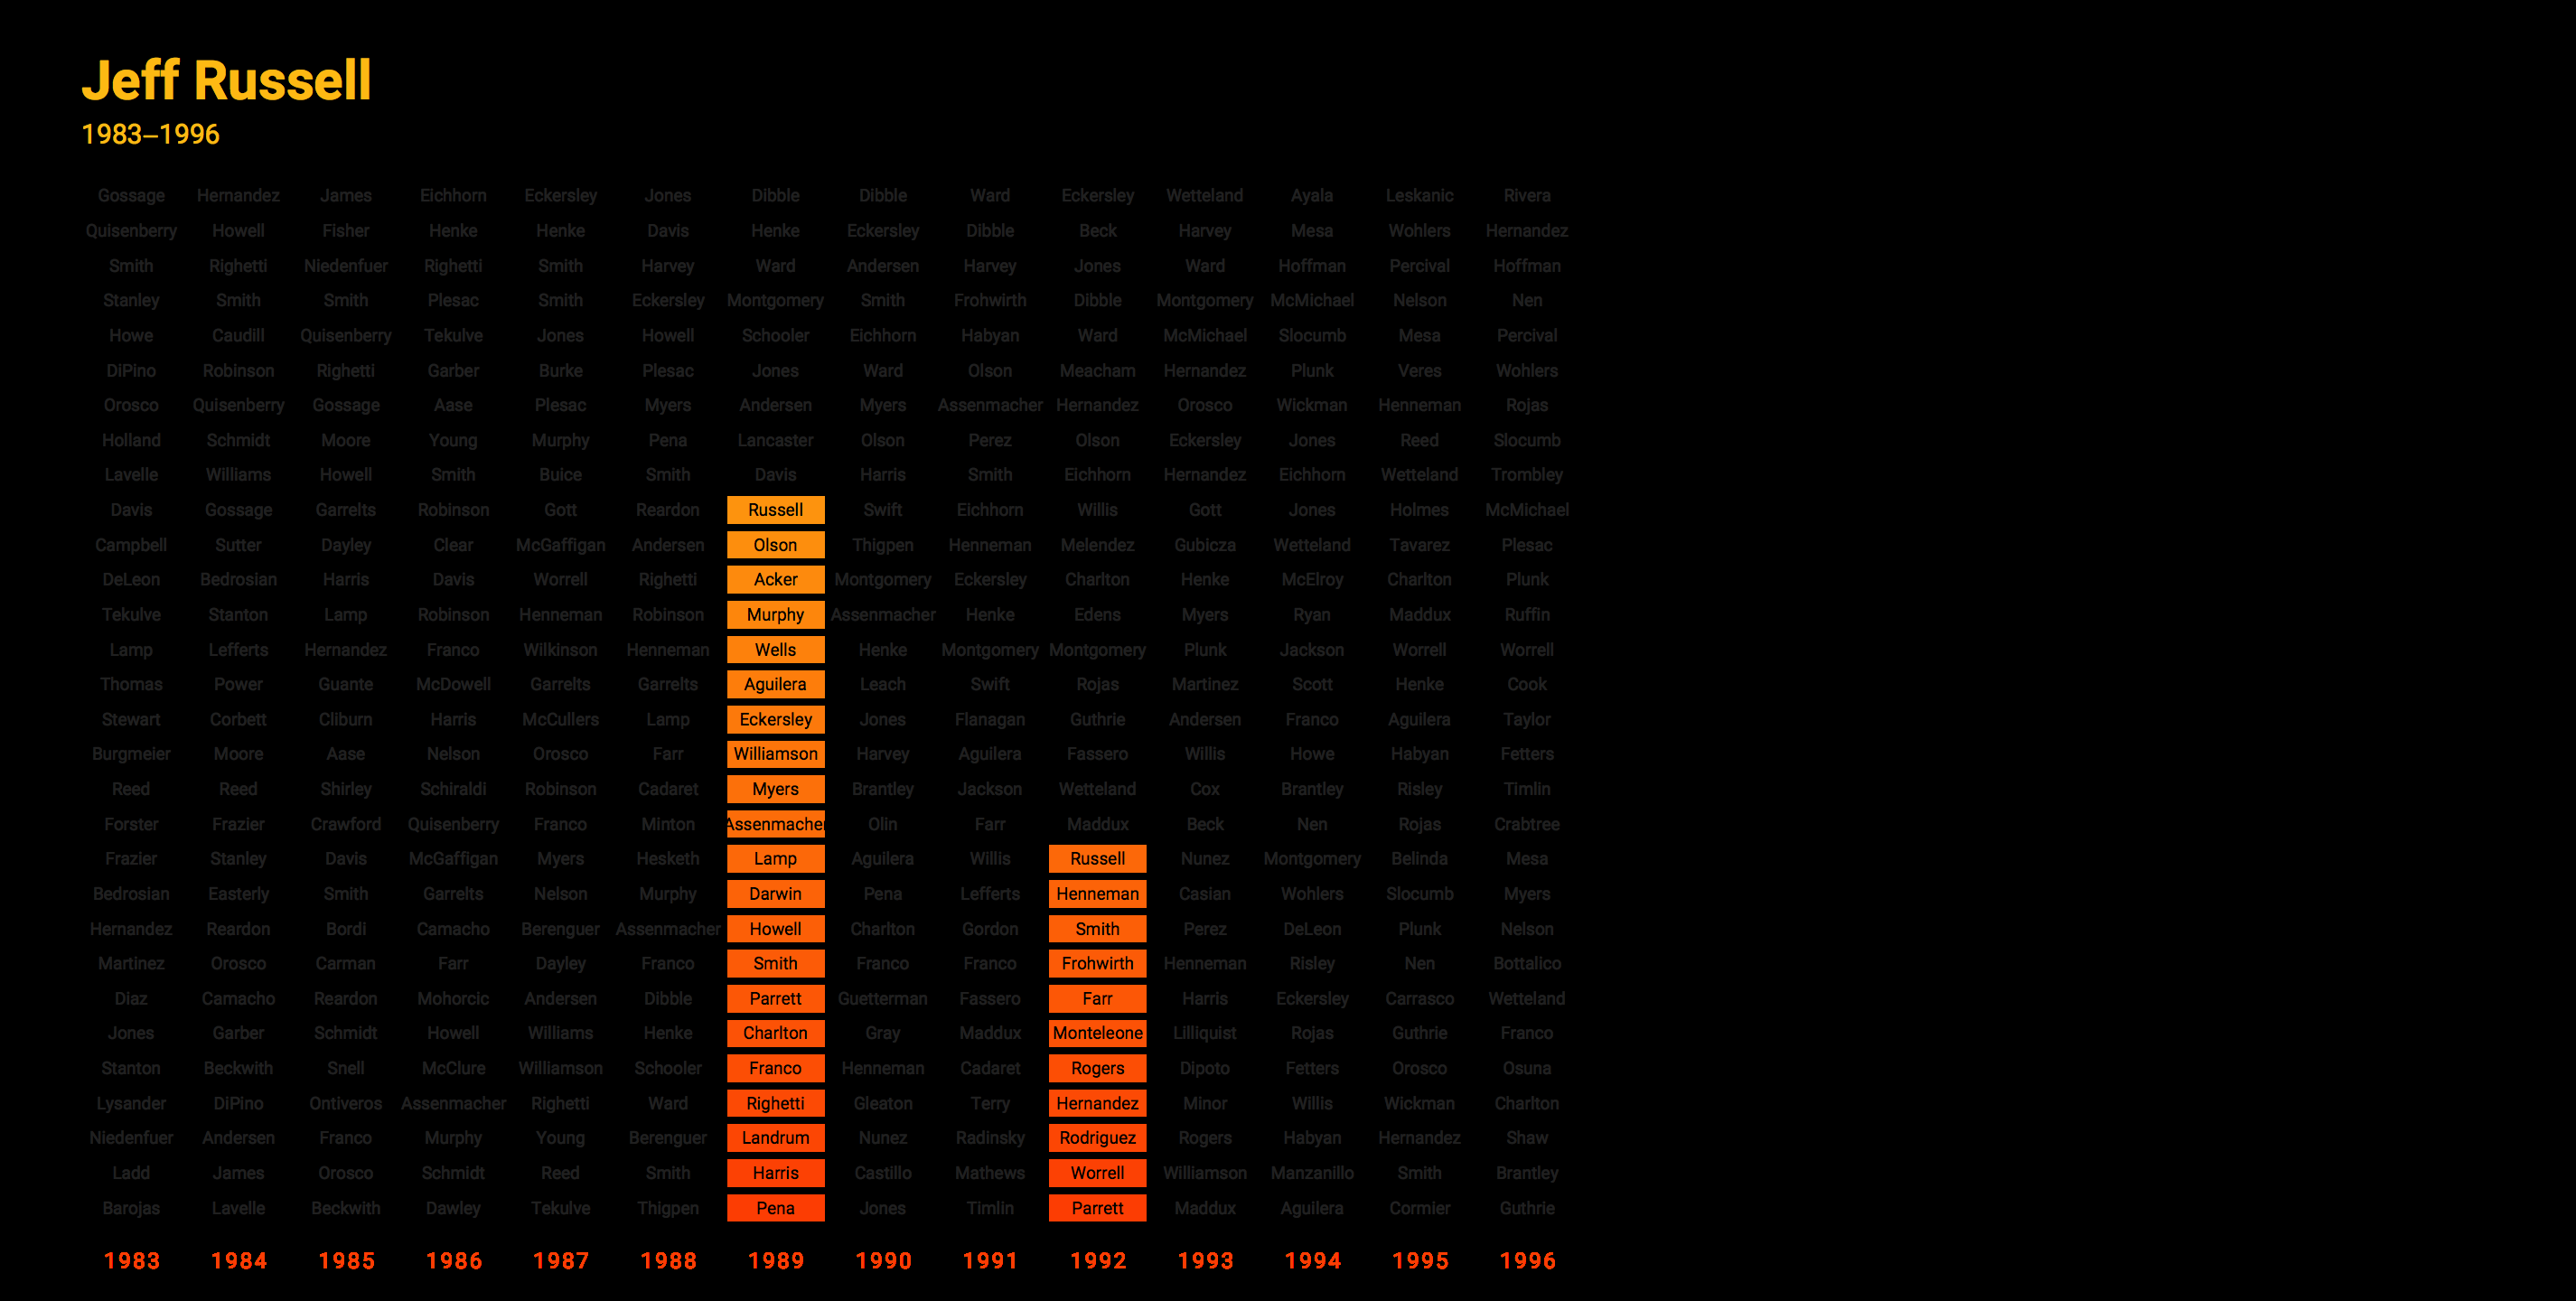 Jeff Russell
1983–1996
Gossage Hernandez James Eichhorn Eckersley Jones Dibble Dibble Ward Eckersley Wetteland Ayala Leskanic Rivera
Quisenberry Howell Fisher Henke Henke Davis Henke Eckersley Dibble Beck Harvey Mesa Wohlers Hernandez
Smith Righetti Niedenfuer Righetti Smith Harvey Ward Andersen Harvey Jones Ward Hoffman Percival Hoffman
Stanley Smith Smith Plesac Smith Eckersley Montgomery Smith Frohwirth Dibble Montgomery McMichael Nelson Nen
Howe Caudill Quisenberry Tekulve Jones Howell Schooler Eichhorn Habyan Ward McMichael Slocumb Mesa Percival
DiPino Robinson Righetti Garber Burke Plesac Jones Ward Olson Meacham Hernandez Plunk Veres Wohlers
Orosco Quisenberry Gossage Aase Plesac Myers Andersen Myers Assenmacher Hernandez Orosco Wickman Henneman Rojas
Holland Schmidt Moore Young Murphy Pena Lancaster Olson Perez Olson Eckersley Jones Reed Slocumb
Lavelle Williams Howell Smith Buice Smith Davis Harris Smith Eichhorn Hernandez Eichhorn Wetteland Trombley
Davis Gossage Garrelts Robinson Gott Reardon Russell Swift Eichhorn Willis Gott Jones Holmes McMichael
Campbell Sutter Dayley Clear McGaffigan Andersen Olson Thigpen Henneman Melendez Gubicza Wetteland Tavarez Plesac
DeLeon Bedrosian Harris Davis Worrell Righetti Acker Montgomery Eckersley Charlton Henke McElroy Charlton Plunk
Tekulve Stanton Lamp Robinson Henneman Robinson Murphy Assenmacher Henke Edens Myers Ryan Maddux Ruffin
Lamp Lefferts Hernandez Franco Wilkinson Henneman Wells Henke Montgomery Montgomery Plunk Jackson Worrell Worrell
Thomas Power Guante McDowell Garrelts Garrelts Aguilera Leach Swift Rojas Martinez Scott Henke Cook
Stewart Corbett Cliburn Harris McCullers Lamp Eckersley Jones Flanagan Guthrie Andersen Franco Aguilera Taylor
Burgmeier Moore Aase Nelson Orosco Farr Williamson Harvey Aguilera Fassero Willis Howe Habyan Fetters
Reed Reed Shirley Schiraldi Robinson Cadaret Myers Brantley Jackson Wetteland Cox Brantley Risley Timlin
Forster Frazier Crawford Quisenberry Franco Minton Assenmacher Olin Farr Maddux Beck Nen Rojas Crabtree
Frazier Stanley Davis McGaffigan Myers Hesketh Lamp Aguilera Willis Russell Nunez Montgomery Belinda Mesa
Bedrosian Easterly Smith Garrelts Nelson Murphy Darwin Pena Lefferts Henneman Casian Wohlers Slocumb Myers
Hernandez Reardon Bordi Camacho Berenguer Assenmacher Howell Charlton Gordon Smith Perez DeLeon Plunk Nelson
Martinez Orosco Carman Farr Dayley Franco Smith Franco Franco Frohwirth Henneman Risley Nen Bottalico
Diaz Camacho Reardon Mohorcic Andersen Dibble Parrett Guetterman Fassero Farr Harris Eckersley Carrasco Wetteland
Jones Garber Schmidt Howell Williams Henke Charlton Gray Maddux Monteleone Lilliquist Rojas Guthrie Franco
Stanton Beckwith Snell McClure Williamson Schooler Franco Henneman Cadaret Rogers Dipoto Fetters Orosco Osuna
Lysander DiPino Ontiveros Assenmacher Righetti Ward Righetti Gleaton Terry Hernandez Minor Willis Wickman Charlton
Niedenfuer Andersen Franco Murphy Young Berenguer Landrum Nunez Radinsky Rodriguez Rogers Habyan Hernandez Shaw
Ladd James Orosco Schmidt Reed Smith Harris Castillo Mathews Worrell Williamson Manzanillo Smith Brantley
Barojas Lavelle Beckwith Dawley Tekulve Thigpen Pena Jones Timlin Parrett Maddux Aguilera Cormier Guthrie
1983 1984 1985 1986 1987 1988 1989 1990 1991 1992 1993 1994 1995 1996